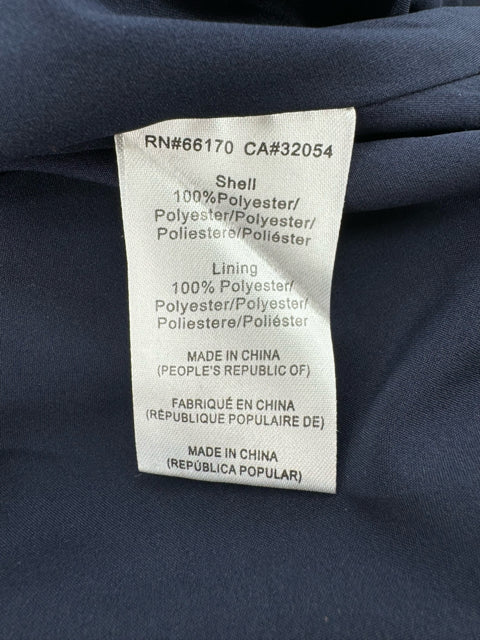 RN#66170 CA#32054
Shell
100%Polyester/
Polyester/Polyester/
Poliestere/Poliéster
Lining
100% Polyester/
Polyester/Polyester/
Poliestere/Poliéster
MADE IN CHINA
(PEOPLE'S REPUBLIC OF)
FABRIQUÉ EN CHINA
(RÉPUBLIQUE POPULAIRE DE)
MADE IN CHINA
(REPÚBLICA POPULAR)